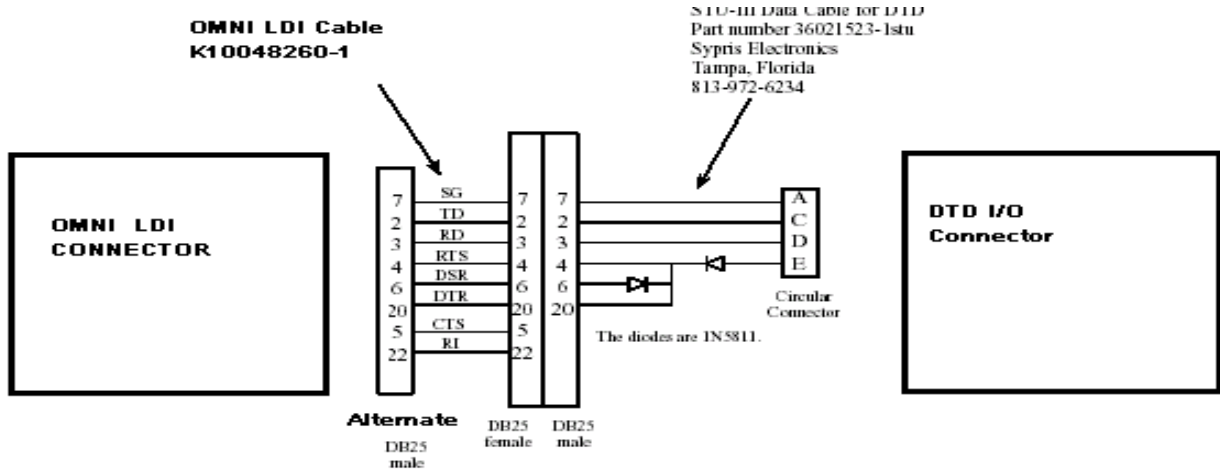 OMNI LDI Cable
K10048260-1
STU-III Data Cable for DTD
Part number 36021523-1stu
Sypris Electronics
Tampa, Florida
813-972-6234
OMNI LDI
CONNECTOR
7 SG 7 7 A
2 TD 2 2 C
3 RD 3 3 D
4 RTS 4 4 E
6 DSR 6 6
20 DTR 20 20
5 CTS 5
22 RI 22
Circular
Connector
The diodes are 1N5811.
DTD I/O
Connector
Alternate
DB25
male
DB25
female
DB25
male